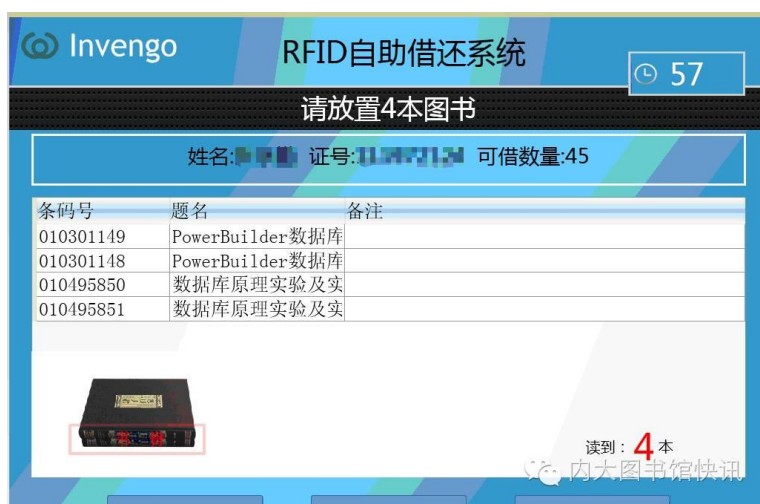 Invengo
RFID自助借还系统
57
请放置4本图书
姓名: 证号: 可借数量:45
条码号 题名 备注
010301149 PowerBuilder数据库
010301148 PowerBuilder数据库
010495850 数据库原理实验及实
010495851 数据库原理实验及实
读到：4本
内大图书馆快讯